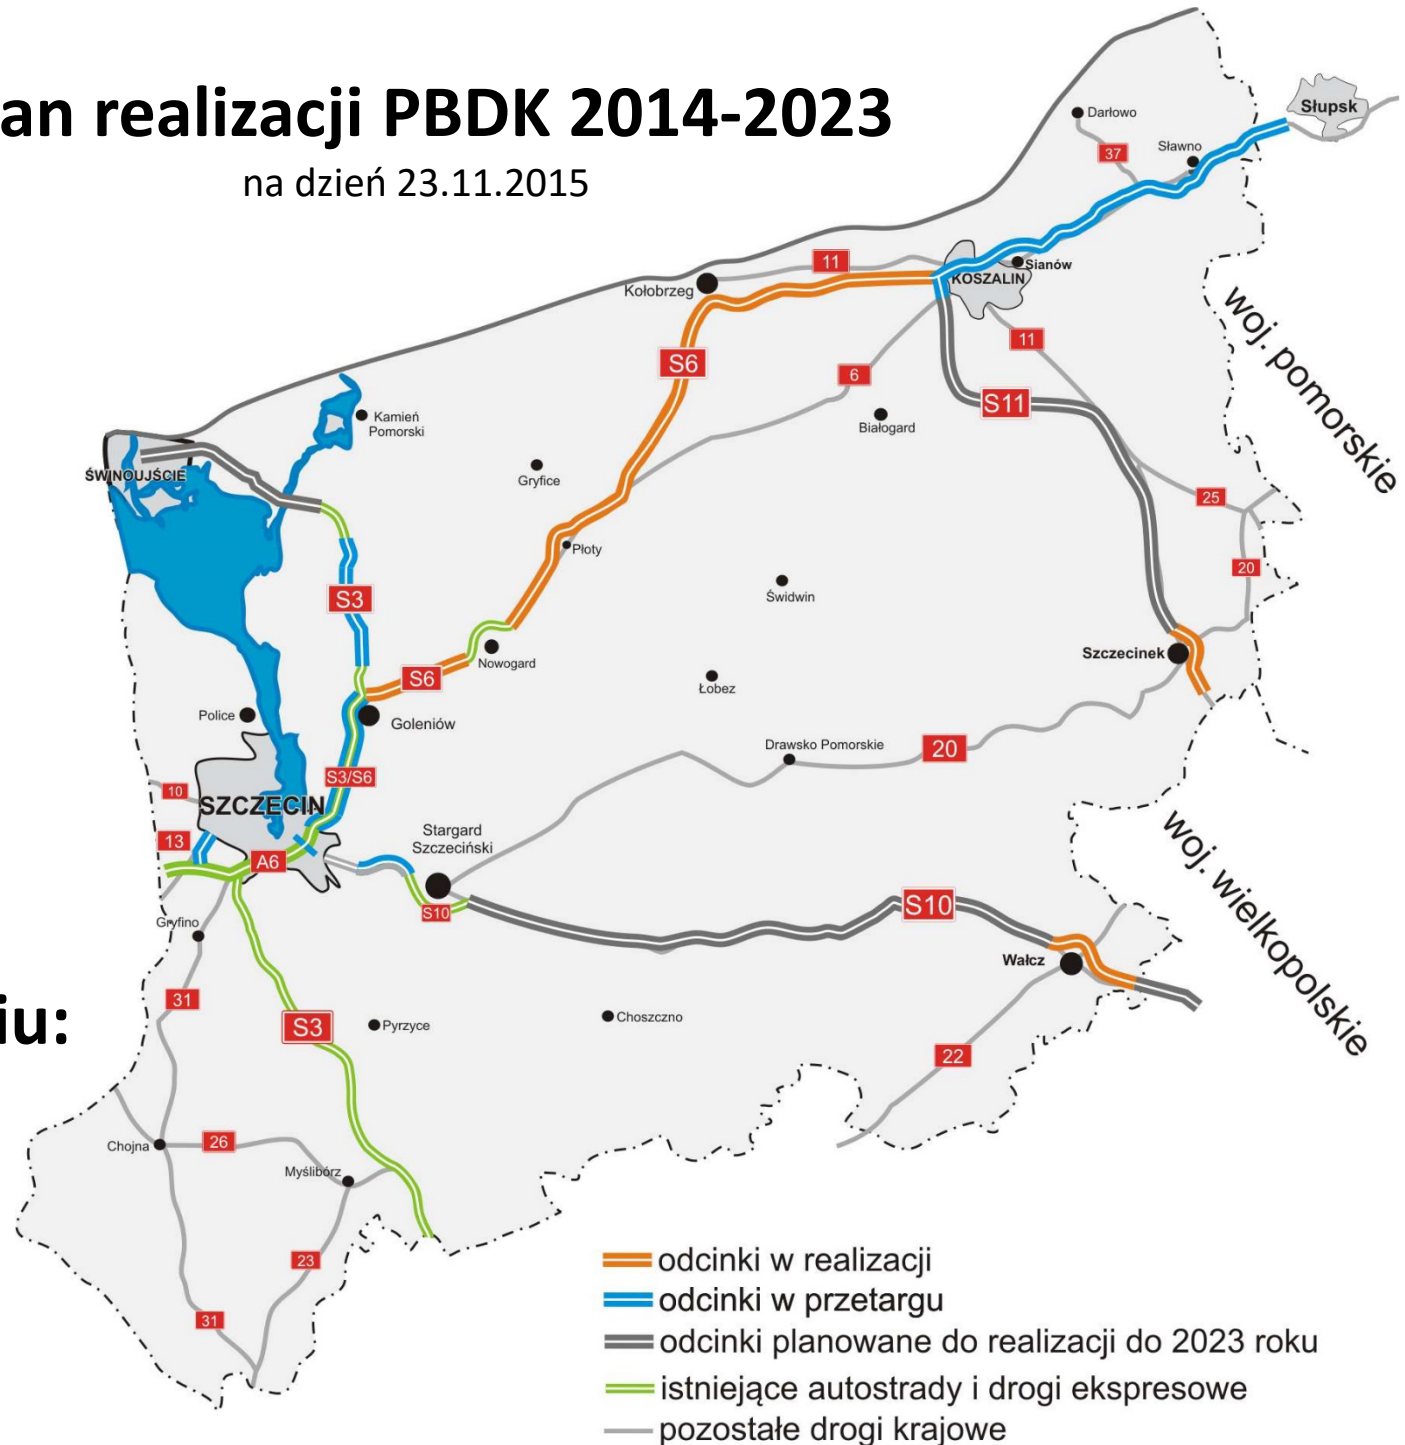 an realizacji PBDK 2014-2023
na dzień 23.11.2015
Słupsk
Darłowo
37
Sławno
11
Sianów
KOSZALIN
Kołobrzeg
woj. pomorskie
11
S6
6
S11
Kamień
Pomorski
Białogard
ŚWINOUJŚCIE
Gryfice
25
Płoty
20
Świdwin
S3
Nowogard
Szczecinek
S6
Łobez
Police
Goleniów
Drawsko Pomorskie
20
S3/S6
10
SZCZECIN
13
Stargard
Szczeciński
A6
woj. wielkopolskie
S10
S10
Gryfino
Wałcz
31
iu:
S3
Pyrzyce
Choszczno
22
Chojna
26
Myślibórz
23
31
odcinki w realizacji
odcinki w przetargu
odcinki planowane do realizacji do 2023 roku
istniejące autostrady i drogi ekspresowe
pozostałe drogi krajowe